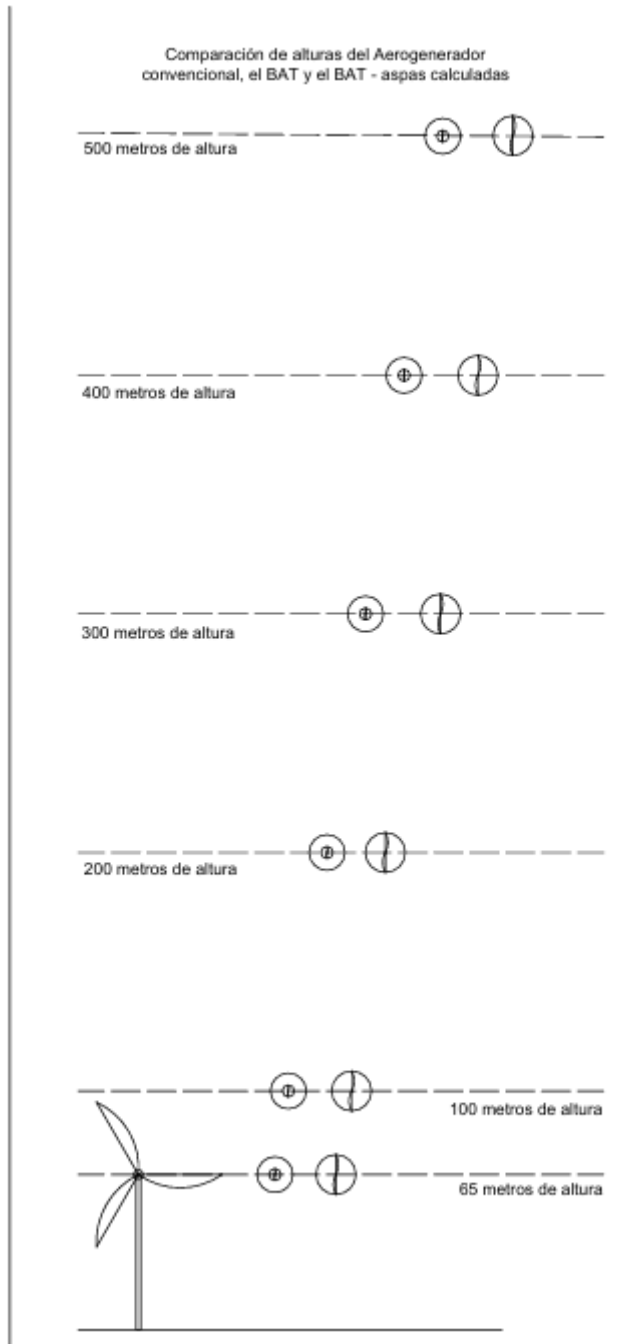 Comparación de alturas del Aerogenerador
convencional, el BAT y el BAT - aspas calculadas
500 metros de altura
400 metros de altura
300 metros de altura
200 metros de altura
100 metros de altura
65 metros de altura